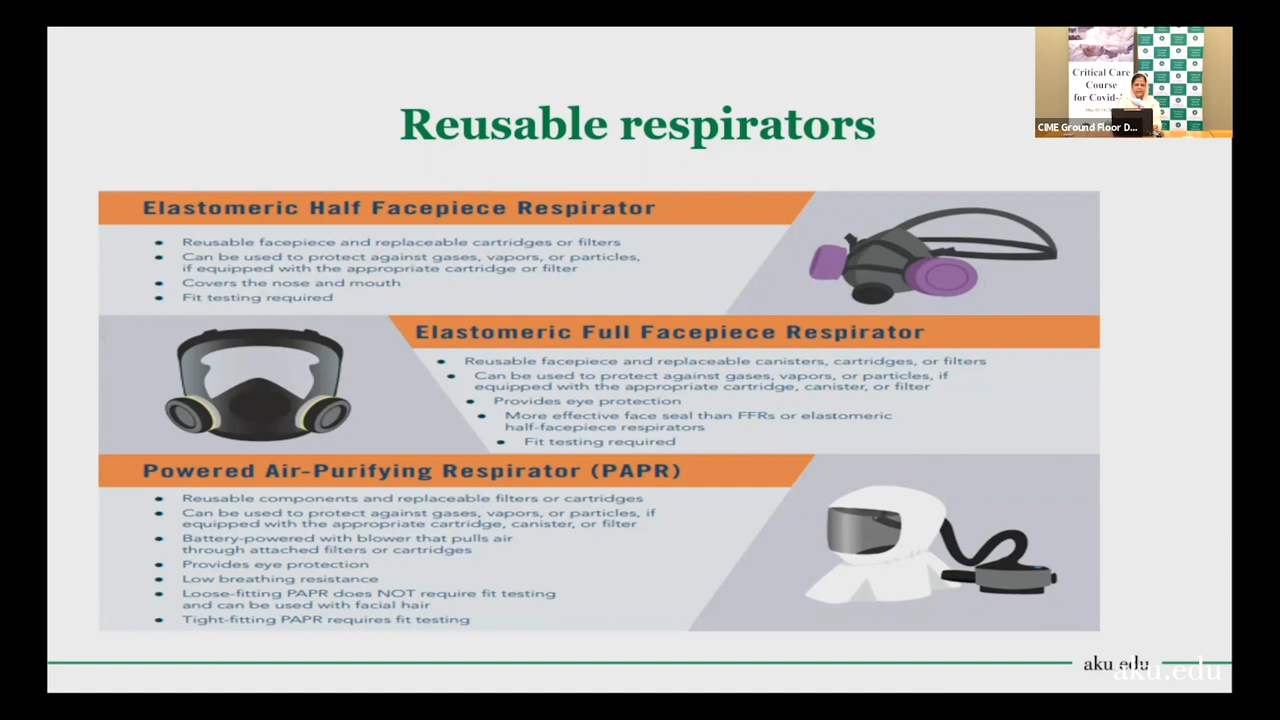 Critical Care
Course
for Covid-
CIME Ground Floor D...
Reusable respirators
Elastomeric Half Facepiece Respirator
● Reusable facepiece and replaceable cartridges or filters
● Can be used to protect against gases, vapors, or particles,
if equipped with the appropriate cartridge or filter
● Covers the nose and mouth
● Fit testing required
Elastomeric Full Facepiece Respirator
● Reusable facepiece and replaceable canisters, cartridges, or filters
● Can be used to protect against gases, vapors, or particles, if
equipped with the appropriate cartridge, canister, or filter
● Provides eye protection
● More effective face seal than FFRs or elastomeric
half-facepiece respirators
● Fit testing required
Powered Air-Purifying Respirator (PAPR)
● Reusable components and replaceable filters or cartridges
● Can be used to protect against gases, vapors, or particles, if
equipped with the appropriate cartridge, canister, or filter
● Battery-powered with blower that pulls air
through attached filters or cartridges
● Provides eye protection
● Low breathing resistance
● Loose-fitting PAPR does NOT require fit testing
and can be used with facial hair
● Tight-fitting PAPR requires fit testing
aku.edu
aku.edu